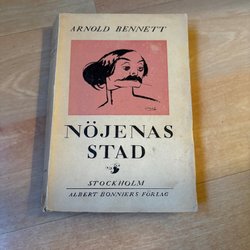 ARNOLD BENNETT
NÖJENAS
STAD
STOCKHOLM
ALBERT BONNIERS FÖRLAG